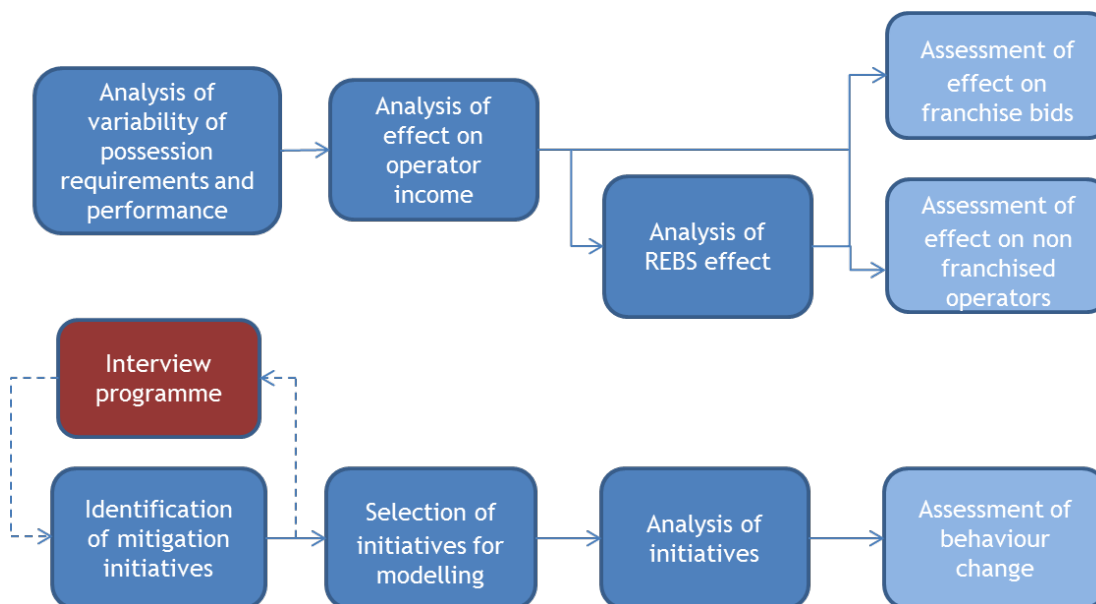 Analysis of
variability of
possession
requirements and
performance
Analysis of
effect on
operator
income
Assessment of
effect on
franchise bids
Analysis of
REBS effect
Assessment of
effect on non
franchised
operators
Interview
programme
Identification
of mitigation
initiatives
Selection of
initiatives for
modelling
Analysis of
initiatives
Assessment of
behaviour
change